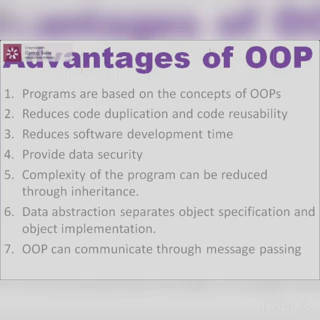 Advantages of OOP
1. Programs are based on the concepts of OOPs
2. Reduces code duplication and code reusability
3. Reduces software development time
4. Provide data security
5. Complexity of the program can be reduced
through inheritance.
6. Data abstraction separates object specification and
object implementation.
7. OOP can communicate through message passing